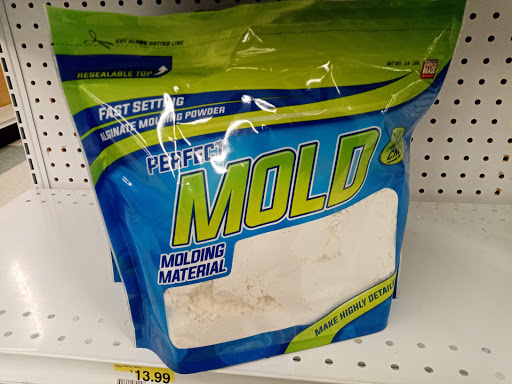 CUT ALONG DOTTED LINE
RESEALABLE TOP
FAST SETTING
ALGINATE MOLDING POWDER
PERFECT
MOLD
MOLDING
MATERIAL
MAKE HIGHLY DETAILE
13.99